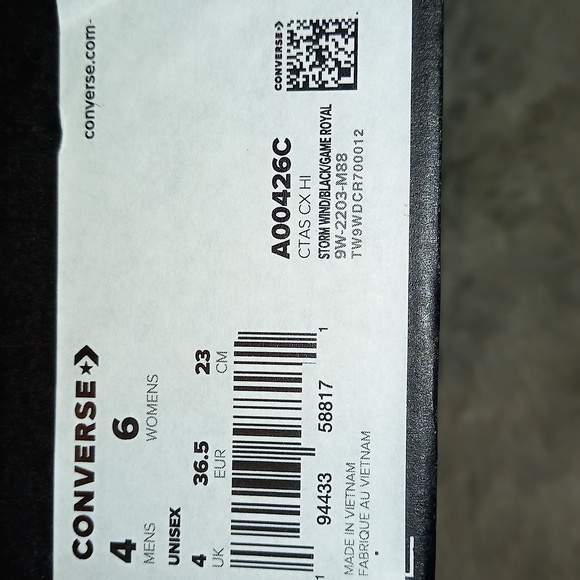 CONVERSE
converse.com
4 6
MENS WOMENS
UNISEX
4 36.5 23
UK EUR CM
1 94433 58817 1
MADE IN VIETNAM
FABRIQUE AU VIETNAM
CONVERSE
A00426C
CTAS CX HI
STORM WIND/BLACK/GAME ROYAL
9W-2203-M88
TW9WDCR700012